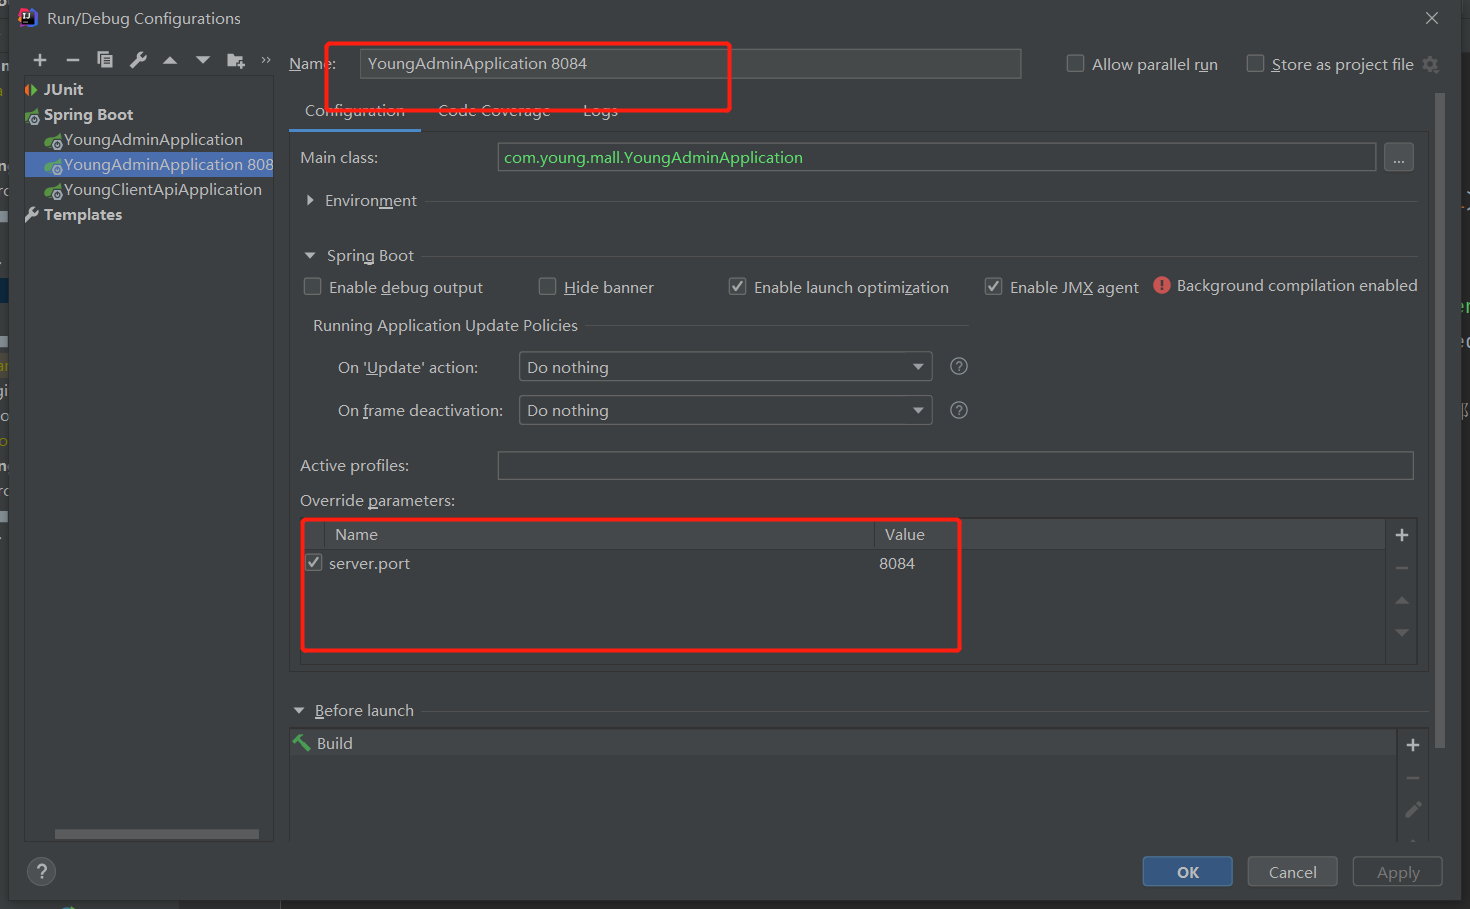 Run/Debug Configurations
JUnit
Spring Boot
YoungAdminApplication
YoungAdminApplication 808
YoungClientApiApplication
Templates
Name:
YoungAdminApplication 8084
Allow parallel run
Store as project file
Configuration
Code Coverage
Logs
Main class:
com.young.mall.YoungAdminApplication
...
Environment
Spring Boot
Enable debug output
Hide banner
Enable launch optimization
Enable JMX agent
Background compilation enabled
Running Application Update Policies
On 'Update' action:
Do nothing
On frame deactivation:
Do nothing
Active profiles:
Override parameters:
Name
Value
server.port
8084
Before launch
Build
OK
Cancel
Apply